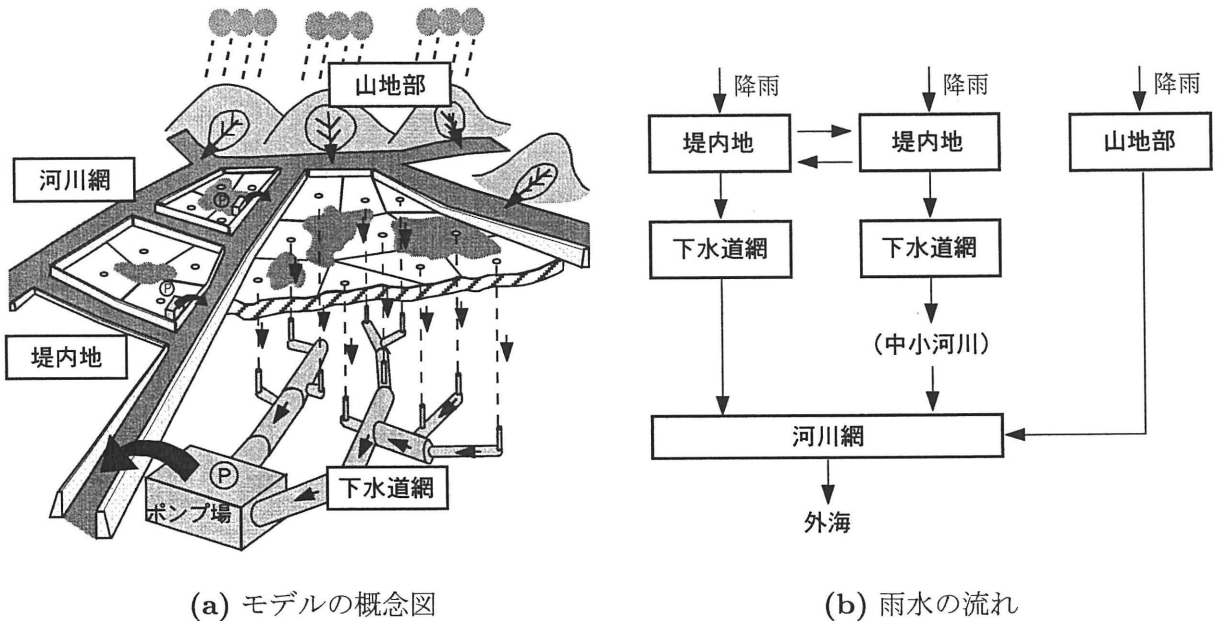 山地部
河川網
P
P
堤内地
P
ポンプ場
下水道網
(a) モデルの概念図
降雨
降雨
降雨
堤内地
堤内地
山地部
下水道網
下水道網
（中小河川）
河川網
外海
(b) 雨水の流れ